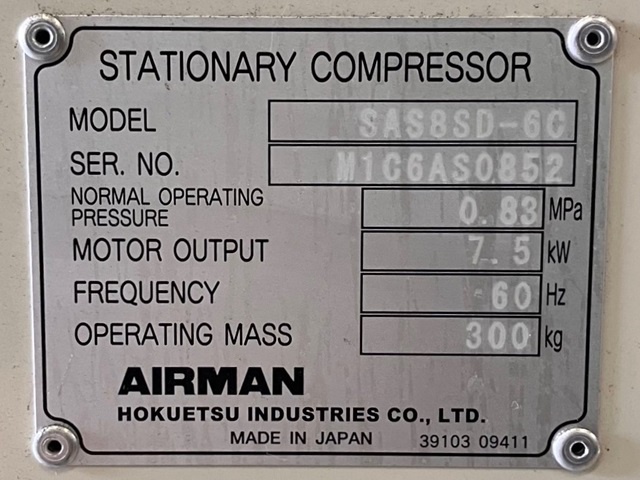 STATIONARY COMPRESSOR
MODEL SAS8SD-6C
SER. NO. M1C6AS0852
NORMAL OPERATING
PRESSURE 0.83 MPa
MOTOR OUTPUT 7.5 kW
FREQUENCY 60 Hz
OPERATING MASS 300 kg
AIRMAN
HOKUETSU INDUSTRIES CO., LTD.
MADE IN JAPAN 39103 09411